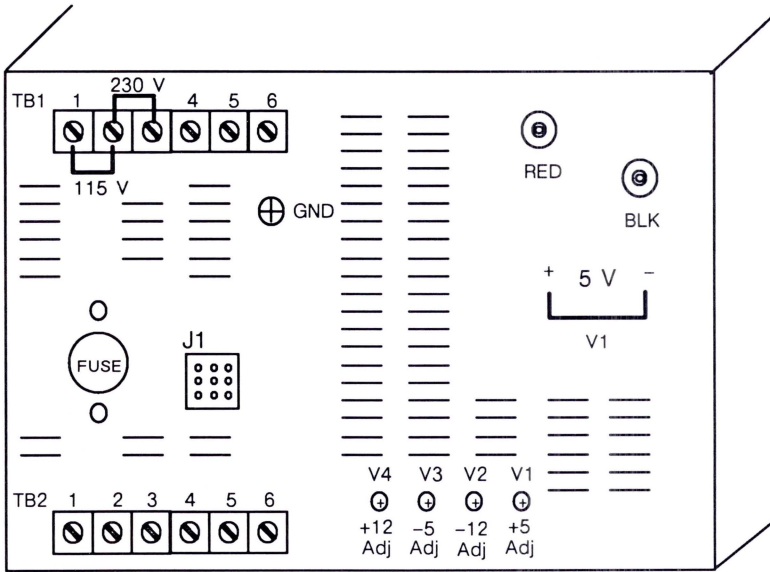 230 V
TB1 1 4 5 6
115 V
RED
BLK
GND
+ 5 V −
V1
J1
FUSE
V4 V3 V2 V1
TB2 1 2 3 4 5 6
+12 −5 −12 +5
Adj Adj Adj Adj